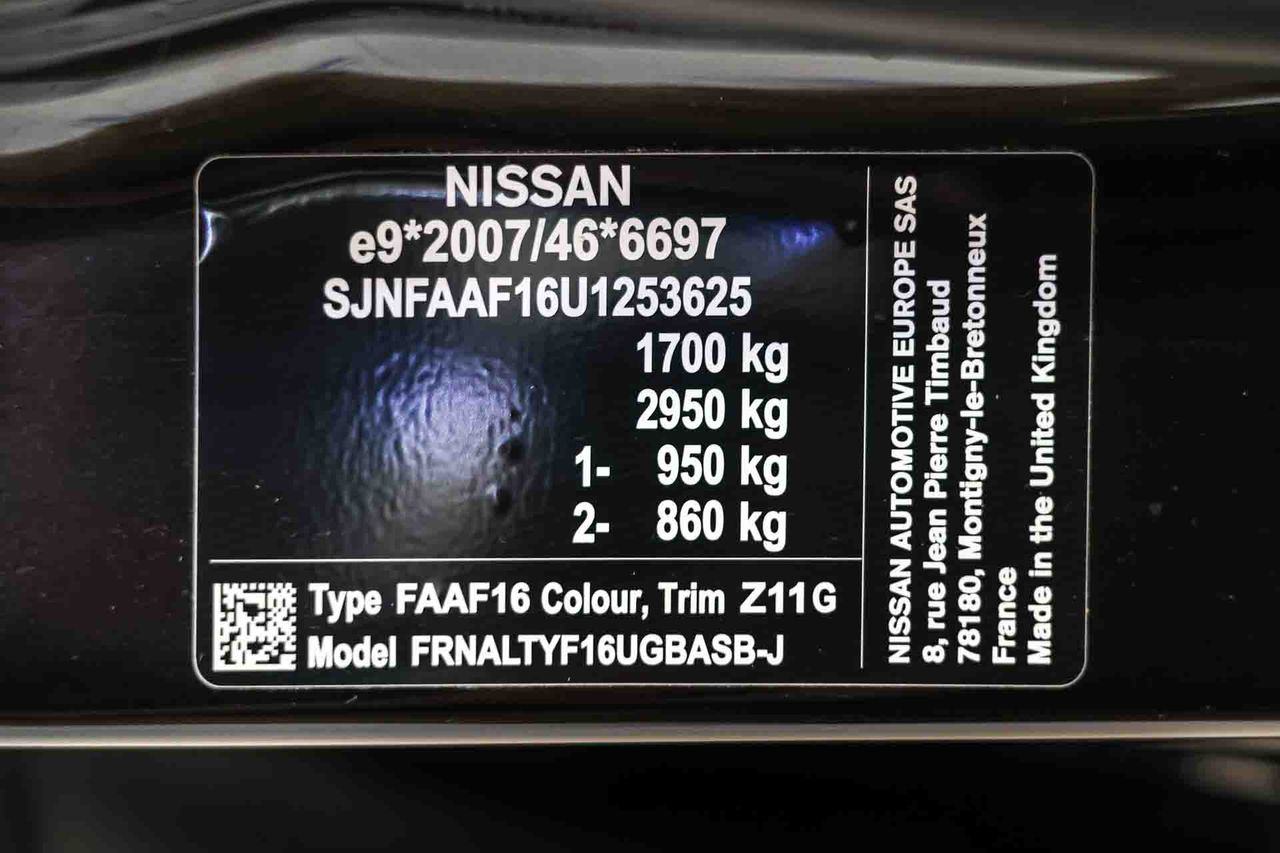 NISSAN
e9*2007/46*6697
SJNFAAF16U1253625
1700 kg
2950 kg
1- 950 kg
2- 860 kg
Type FAAF16 Colour, Trim Z11 G
Model FRNALTYF16UGBASB-J
NISSAN AUTOMOTIVE EUROPE SAS
8, rue Jean Pierre Timbaud
78180, Montigny-le-Bretonneux
France
Made in the United Kingdom